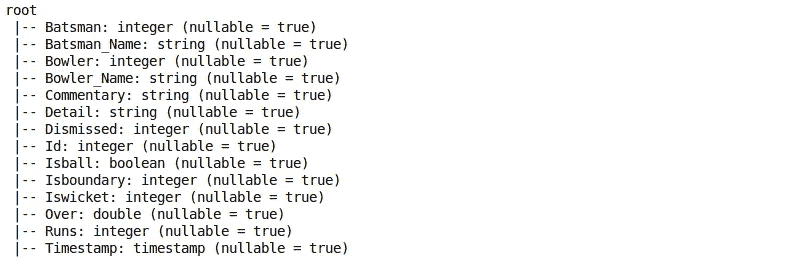 root
 |-- Batsman: integer (nullable = true)
 |-- Batsman_Name: string (nullable = true)
 |-- Bowler: integer (nullable = true)
 |-- Bowler_Name: string (nullable = true)
 |-- Commentary: string (nullable = true)
 |-- Detail: string (nullable = true)
 |-- Dismissed: integer (nullable = true)
 |-- Id: integer (nullable = true)
 |-- Isball: boolean (nullable = true)
 |-- Isboundary: integer (nullable = true)
 |-- Iswicket: integer (nullable = true)
 |-- Over: double (nullable = true)
 |-- Runs: integer (nullable = true)
 |-- Timestamp: timestamp (nullable = true)